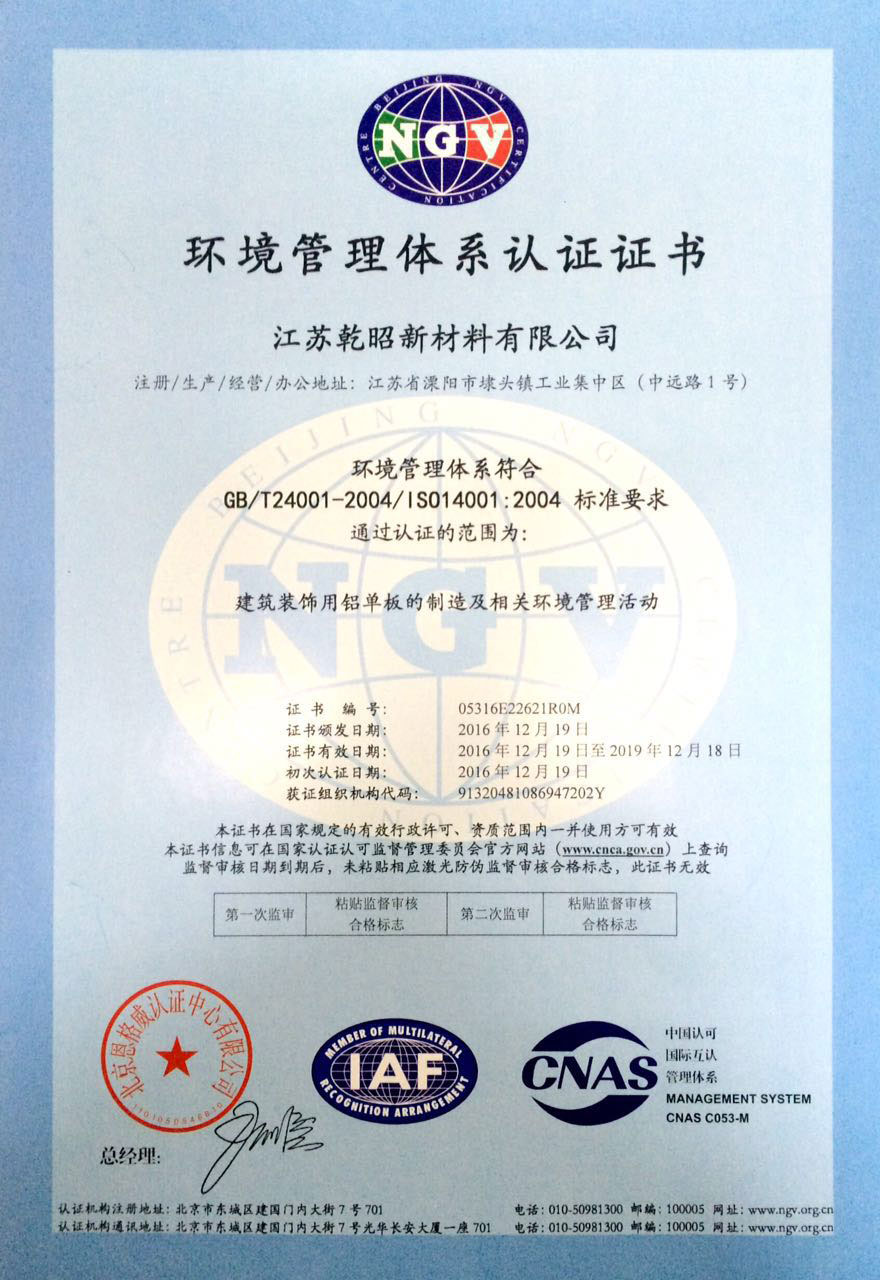 BEIJING NGV CERTIFICATION CENTRE
NGV
环境管理体系认证证书
江苏乾昭新材料有限公司
注册/生产/经营/办公地址：江苏省溧阳市埭头镇工业集中区（中远路1号）
环境管理体系符合
GB/T24001-2004/ISO14001:2004 标准要求
通过认证的范围为：
建筑装饰用铝单板的制造及相关环境管理活动
证书编号： 05316E22621R0M
证书颁发日期： 2016年12月19日
证书有效日期： 2016年12月19日至2019年12月18日
初次认证日期： 2016年12月19日
获证组织机构代码： 91320481086947202Y
本证书在国家规定的有效行政许可、资质范围内一并使用方可有效
本证书信息可在国家认证认可监督管理委员会官方网站（www.cnca.gov.cn）上查询
监督审核日期到期后，未粘贴相应激光防伪监督审核合格标志，此证书无效
第一次监审 粘贴监督审核合格标志 第二次监审 粘贴监督审核合格标志
北京恩格威认证中心有限公司
MEMBER OF MULTILATERAL
IAF
RECOGNITION ARRANGEMENT
CNAS
中国认可
国际互认
管理体系
MANAGEMENT SYSTEM
CNAS C053-M
总经理：
认证机构注册地址：北京市东城区建国门内大街7号701 电话：010-50981300 邮编：100005 网址：www.ngv.org.cn
认证机构通讯地址：北京市东城区建国门内大街7号光华长安大厦一座701 电话：010-50981300 邮编：100005 网址：www.ngv.org.cn